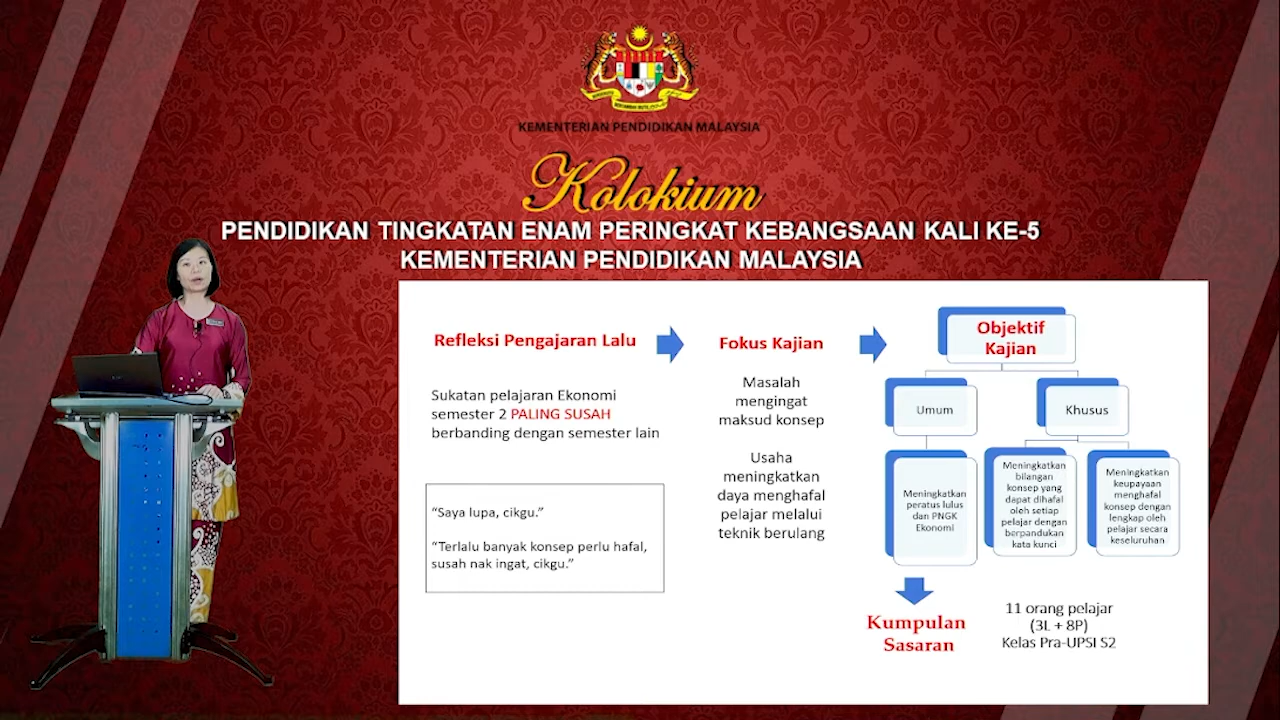 KEMENTERIAN PENDIDIKAN MALAYSIA
Kolokium
PENDIDIKAN TINGKATAN ENAM PERINGKAT KEBANGSAAN KALI KE-5
KEMENTERIAN PENDIDIKAN MALAYSIA
Refleksi Pengajaran Lalu
Sukatan pelajaran Ekonomi
semester 2 PALING SUSAH
berbanding dengan semester lain
“Saya lupa, cikgu.”
“Terlalu banyak konsep perlu hafal,
susah nak ingat, cikgu.”
Fokus Kajian
Masalah
mengingat
maksud konsep
Usaha
meningkatkan
daya menghafal
pelajar melalui
teknik berulang
Objektif
Kajian
Umum
Khusus
Meningkatkan
peratus lulus
dan PNGK
Ekonomi
Meningkatkan
bilangan
konsep yang
dapat dihafal
oleh setiap
pelajar dengan
berpandukan
kata kunci
Meningkatkan
keupayaan
menghafal
konsep dengan
lengkap oleh
pelajar secara
keseluruhan
Kumpulan
Sasaran
11 orang pelajar
(3L + 8P)
Kelas Pra-UPSI S2